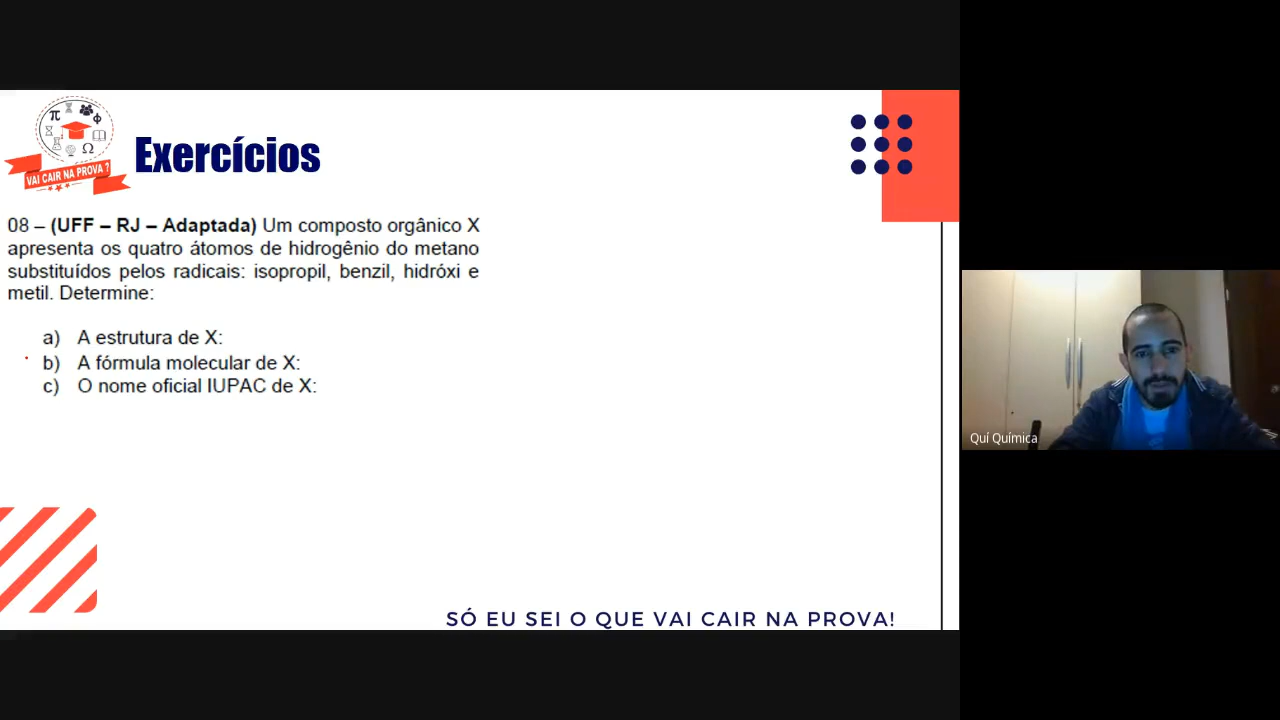 π
Φ
Ω
VAI CAIR NA PROVA ?
Exercícios
08 – (UFF – RJ – Adaptada) Um composto orgânico X
apresenta os quatro átomos de hidrogênio do metano
substituídos pelos radicais: isopropil, benzil, hidróxi e
metil. Determine:
a) A estrutura de X:
b) A fórmula molecular de X:
c) O nome oficial IUPAC de X:
SÓ EU SEI O QUE VAI CAIR NA PROVA!
Quí Química